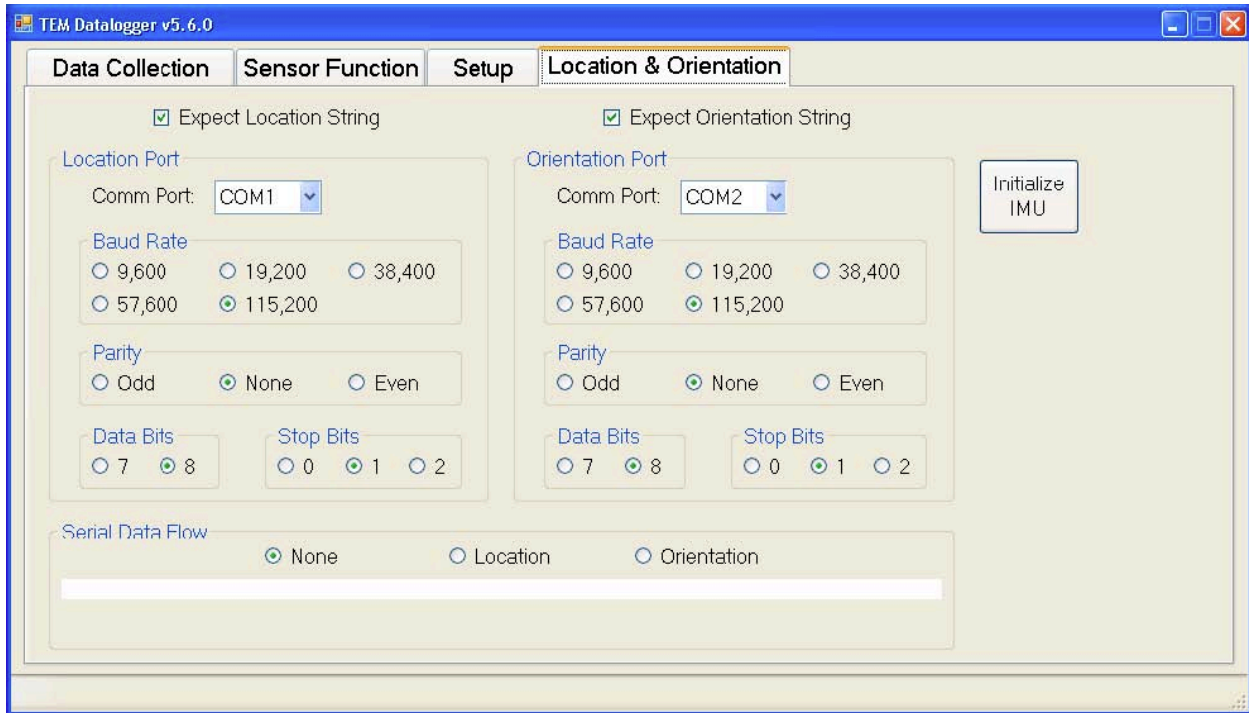 TEM Datalogger v5.6.0
Data Collection Sensor Function Setup Location & Orientation
Expect Location String Expect Orientation String
Location Port
Comm Port: COM1
Baud Rate
9,600 19,200 38,400
57,600 115,200
Parity
Odd None Even
Data Bits Stop Bits
7 8 0 1 2
Orientation Port
Comm Port: COM2
Baud Rate
9,600 19,200 38,400
57,600 115,200
Parity
Odd None Even
Data Bits Stop Bits
7 8 0 1 2
Initialize
IMU
Serial Data Flow
None Location Orientation